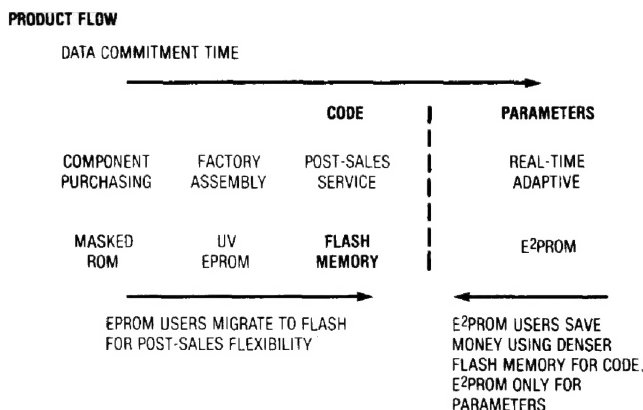 PRODUCT FLOW
DATA COMMITMENT TIME
CODE
PARAMETERS
COMPONENT PURCHASING
FACTORY ASSEMBLY
POST-SALES SERVICE
REAL-TIME ADAPTIVE
MASKED ROM
UV EPROM
FLASH MEMORY
E²PROM
EPROM USERS MIGRATE TO FLASH
FOR POST-SALES FLEXIBILITY
E²PROM USERS SAVE
MONEY USING DENSER
FLASH MEMORY FOR CODE,
E²PROM ONLY FOR
PARAMETERS